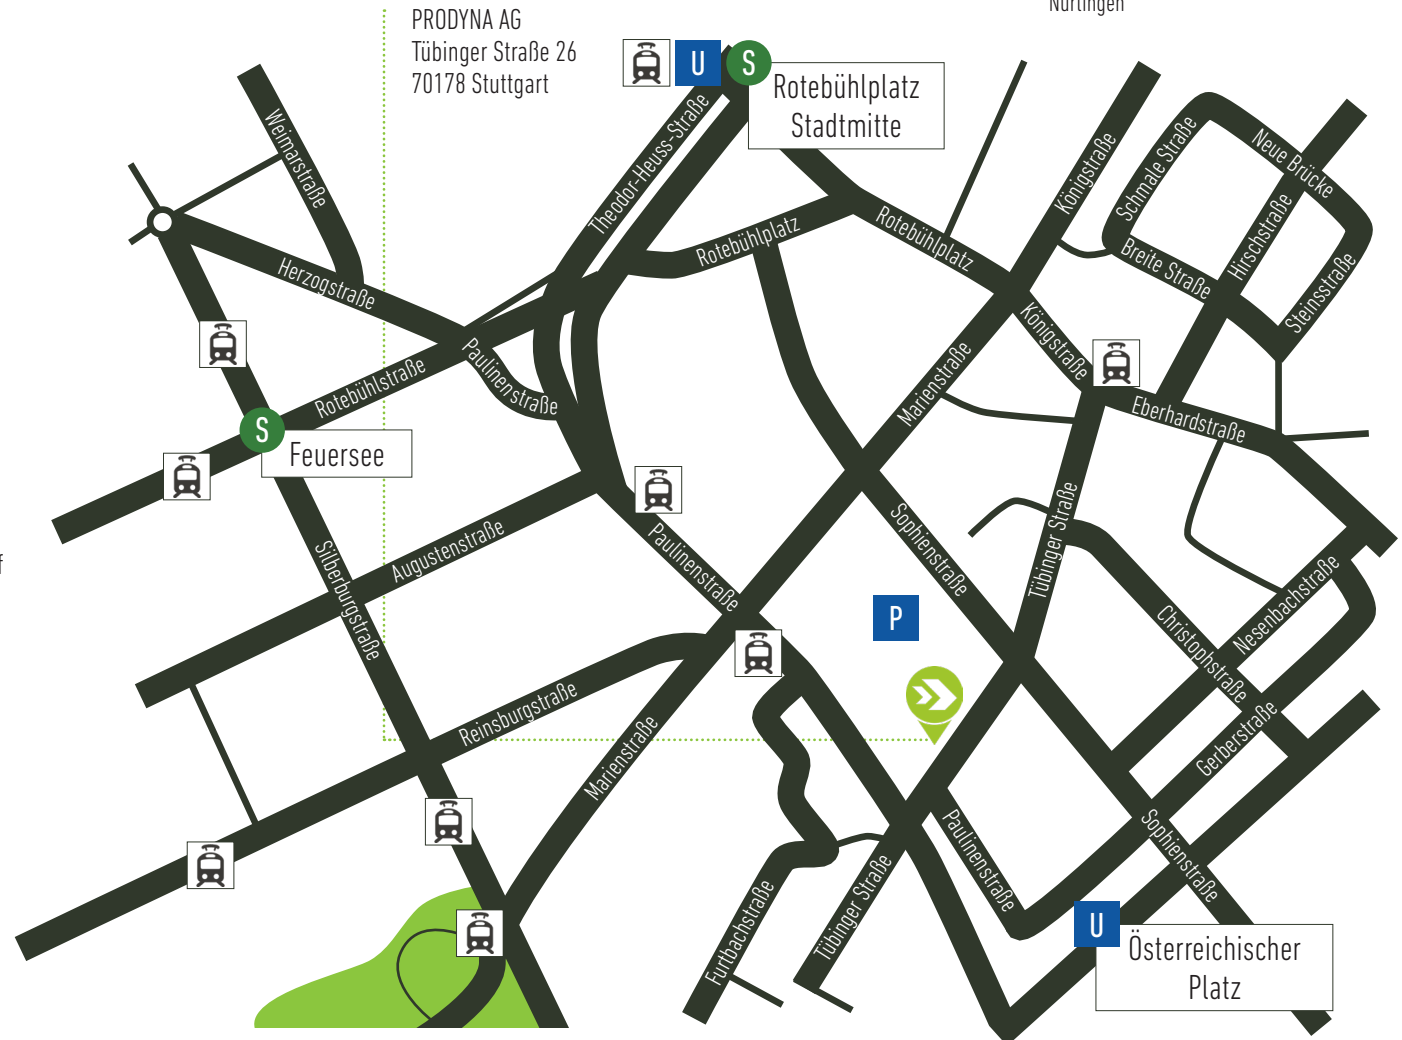 Nürtingen
PRODYNA AG
Tübinger Straße 26
70178 Stuttgart
U
S
Rotebühlplatz
Stadtmitte
Weimarstraße
Theodor-Heuss-Straße
Königstraße
Schmale Straße
Neue Brücke
Hirschstraße
Breite Straße
Steinsstraße
Rotebühlplatz
Rotebühlplatz
Herzogstraße
Königstraße
Paulinenstraße
Rotebühlstraße
Marienstraße
Eberhardstraße
S
Feuersee
Augustenstraße
Silberburgstraße
Paulinenstraße
Sophienstraße
Tübinger Straße
f
P
Christophstraße
Nesenbachstraße
Reinsburgstraße
Marienstraße
Gerberstraße
Paulinenstraße
Sophienstraße
Furtbachstraße
Tübinger Straße
U
Österreichischer
Platz